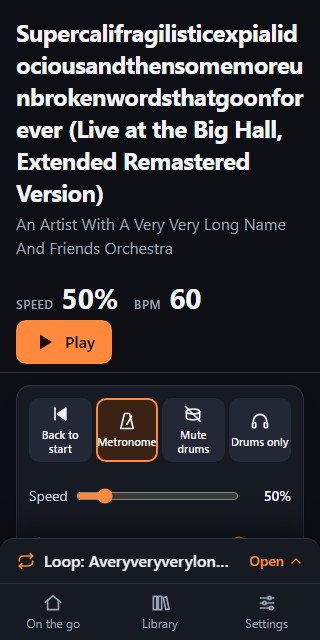 Supercalifragilisticexpialid
ociousandthensomemoreu
nbrokenwordsthatgoonfor
ever (Live at the Big Hall,
Extended Remastered
Version)
An Artist With A Very Very Long Name
And Friends Orchestra
SPEED 50% BPM 60
Play
Back to
start
Metronome
Mute
drums
Drums only
Speed 50%
Loop: Averyveryverylon... Open
On the go Library Settings